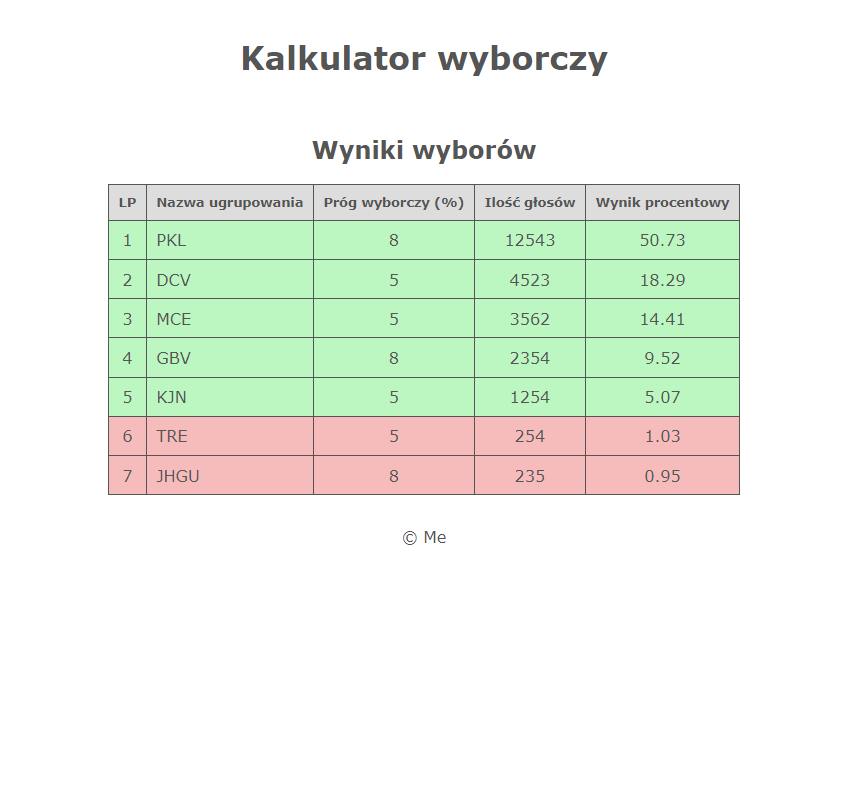 Kalkulator wyborczy
Wyniki wyborów
LP Nazwa ugrupowania Próg wyborczy (%) Ilość głosów Wynik procentowy
1 PKL 8 12543 50.73
2 DCV 5 4523 18.29
3 MCE 5 3562 14.41
4 GBV 8 2354 9.52
5 KJN 5 1254 5.07
6 TRE 5 254 1.03
7 JHGU 8 235 0.95
© Me